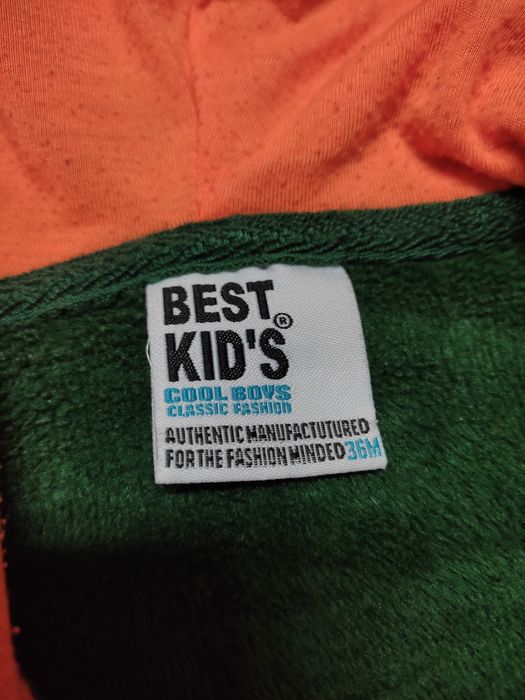 BEST
KID'S®
COOL BOYS
CLASSIC FASHION
AUTHENTIC MANUFACTUTURED
FOR THE FASHION MINDED 36M